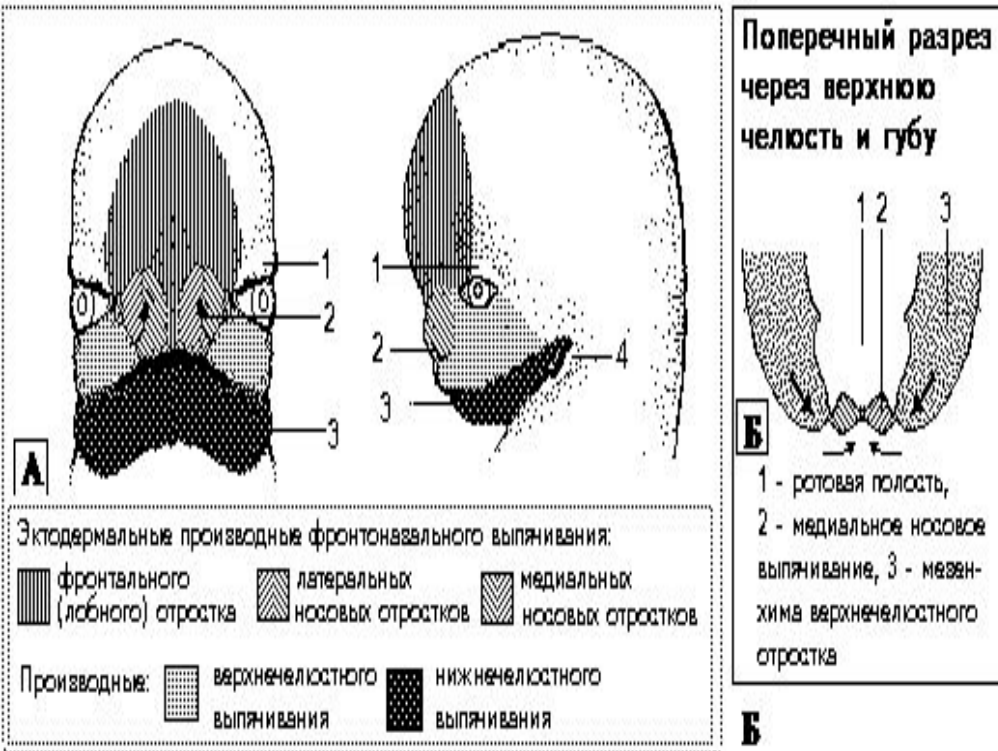 1
2
3
1
2
3
4
А
Эктодермальные производные фронтоназального выпячивания:
фронтального
(лобного) отростка
латеральных
носовых отростков
медиальных
носовых отростков
Производные:
верхнечелюстного
выпячивания
нижнечелюстного
выпячивания
Поперечный разрез
через верхнюю
челюсть и губу
1 2 3
Б
1 - ротовая полость,
2 - медиальное носовое
выпячивание, 3 - мезен-
хима верхнечелюстного
отростка
Б